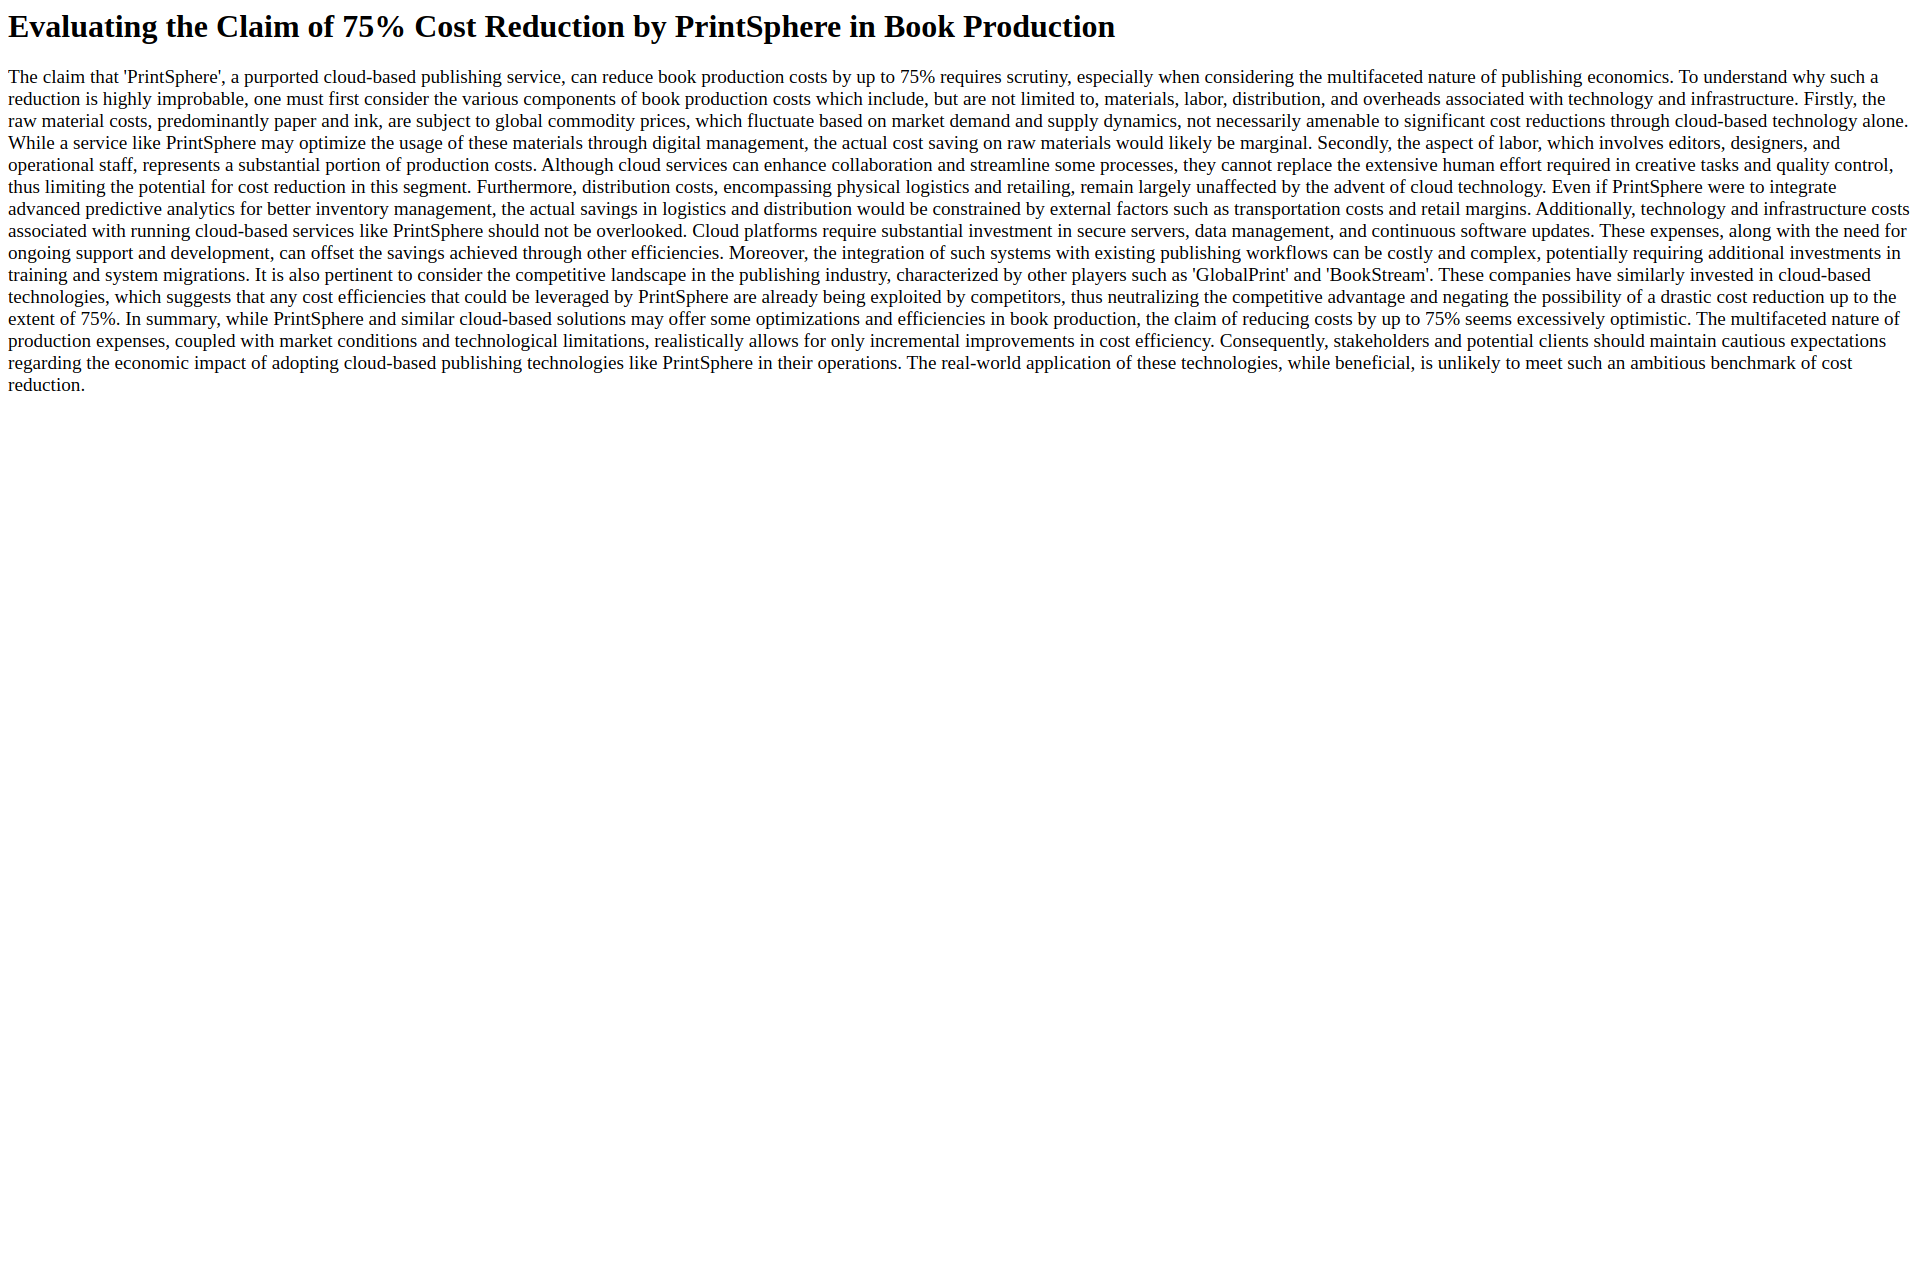 Evaluating the Claim of 75% Cost Reduction by PrintSphere in Book Production
The claim that 'PrintSphere', a purported cloud-based publishing service, can reduce book production costs by up to 75% requires scrutiny, especially when considering the multifaceted nature of publishing economics. To understand why such a
reduction is highly improbable, one must first consider the various components of book production costs which include, but are not limited to, materials, labor, distribution, and overheads associated with technology and infrastructure. Firstly, the
raw material costs, predominantly paper and ink, are subject to global commodity prices, which fluctuate based on market demand and supply dynamics, not necessarily amenable to significant cost reductions through cloud-based technology alone.
While a service like PrintSphere may optimize the usage of these materials through digital management, the actual cost saving on raw materials would likely be marginal. Secondly, the aspect of labor, which involves editors, designers, and
operational staff, represents a substantial portion of production costs. Although cloud services can enhance collaboration and streamline some processes, they cannot replace the extensive human effort required in creative tasks and quality control,
thus limiting the potential for cost reduction in this segment. Furthermore, distribution costs, encompassing physical logistics and retailing, remain largely unaffected by the advent of cloud technology. Even if PrintSphere were to integrate
advanced predictive analytics for better inventory management, the actual savings in logistics and distribution would be constrained by external factors such as transportation costs and retail margins. Additionally, technology and infrastructure costs
associated with running cloud-based services like PrintSphere should not be overlooked. Cloud platforms require substantial investment in secure servers, data management, and continuous software updates. These expenses, along with the need for
ongoing support and development, can offset the savings achieved through other efficiencies. Moreover, the integration of such systems with existing publishing workflows can be costly and complex, potentially requiring additional investments in
training and system migrations. It is also pertinent to consider the competitive landscape in the publishing industry, characterized by other players such as 'GlobalPrint' and 'BookStream'. These companies have similarly invested in cloud-based
technologies, which suggests that any cost efficiencies that could be leveraged by PrintSphere are already being exploited by competitors, thus neutralizing the competitive advantage and negating the possibility of a drastic cost reduction up to the
extent of 75%. In summary, while PrintSphere and similar cloud-based solutions may offer some optimizations and efficiencies in book production, the claim of reducing costs by up to 75% seems excessively optimistic. The multifaceted nature of
production expenses, coupled with market conditions and technological limitations, realistically allows for only incremental improvements in cost efficiency. Consequently, stakeholders and potential clients should maintain cautious expectations
regarding the economic impact of adopting cloud-based publishing technologies like PrintSphere in their operations. The real-world application of these technologies, while beneficial, is unlikely to meet such an ambitious benchmark of cost
reduction.